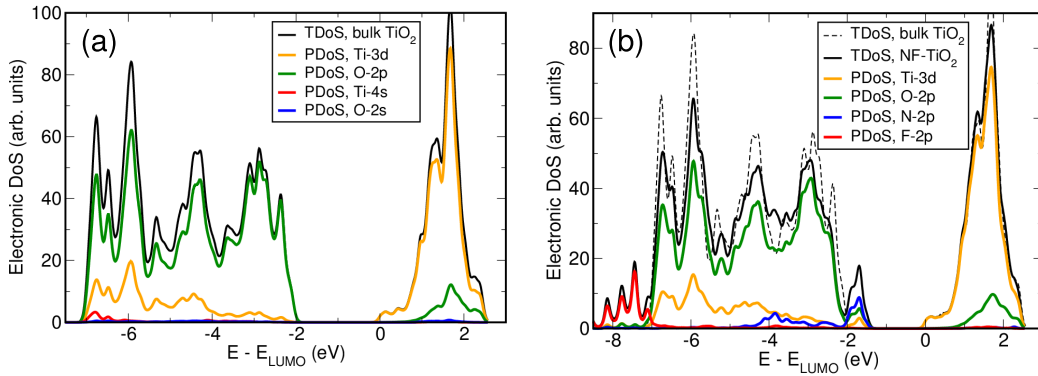 100
80
60
40
20
0
Electronic DoS (arb. units)
(a)
TDoS, bulk TiO2
PDoS, Ti-3d
PDoS, O-2p
PDoS, Ti-4s
PDoS, O-2s
-6 -4 -2 0 2
E - ELUMO (eV)
80
60
40
20
0
Electronic DoS (arb. units)
(b)
TDoS, bulk TiO2
TDoS, NF-TiO2
PDoS, Ti-3d
PDoS, O-2p
PDoS, N-2p
PDoS, F-2p
-8 -6 -4 -2 0 2
E - ELUMO (eV)